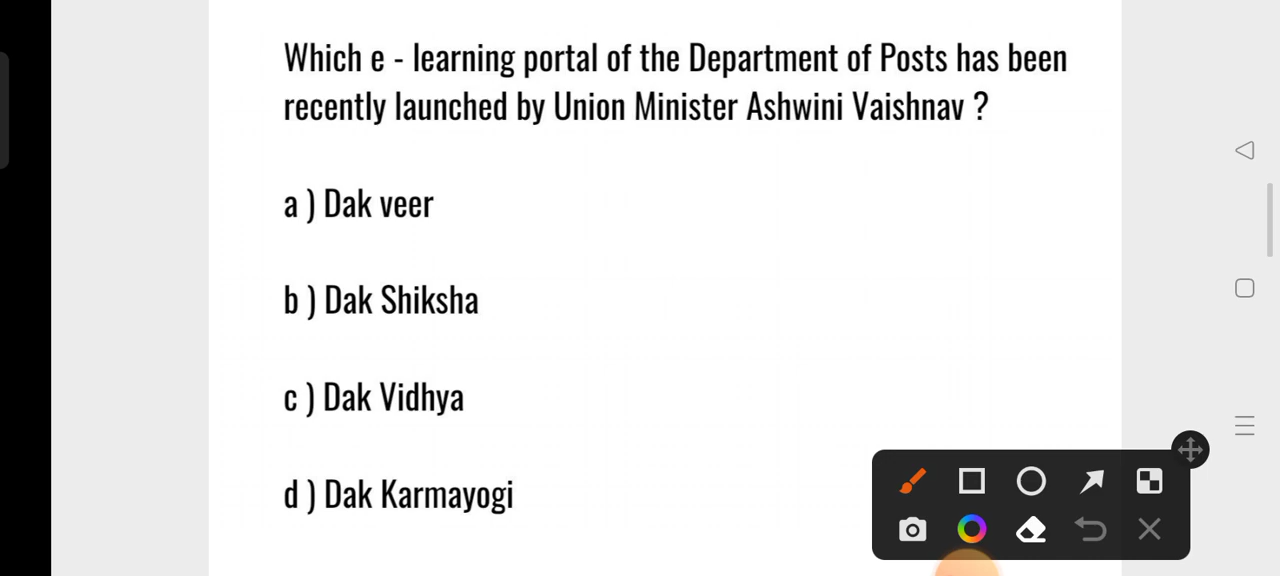 Which e - learning portal of the Department of Posts has been
recently launched by Union Minister Ashwini Vaishnav ?
a ) Dak veer
b ) Dak Shiksha
c ) Dak Vidhya
d ) Dak Karmayogi